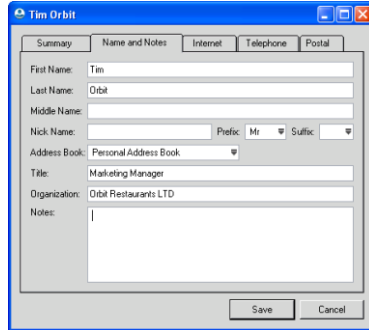 Tim Orbit
Summary Name and Notes Internet Telephone Postal
First Name: Tim
Last Name: Orbit
Middle Name:
Nick Name: Prefix: Mr Suffix:
Address Book: Personal Address Book
Title: Marketing Manager
Organization: Orbit Restaurants LTD
Notes:
Save Cancel